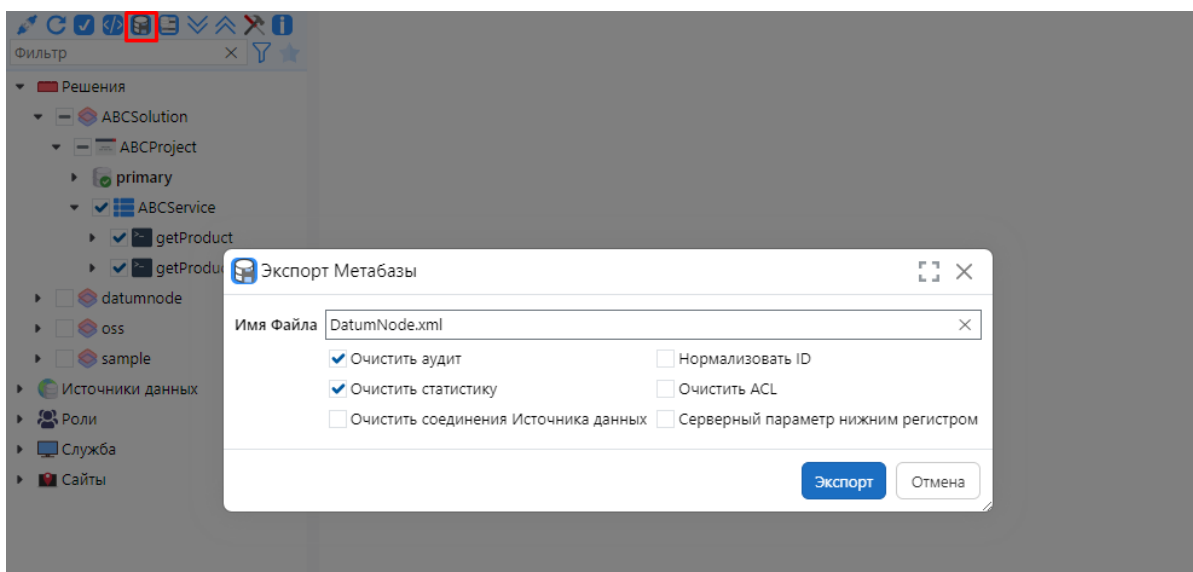 Фильтр
Решения
ABCSolution
ABCProject
primary
ABCService
getProduct
getProdu
datumnode
oss
sample
Источники данных
Роли
Служба
Сайты
Экспорт Метабазы
Имя Файла DatumNode.xml
Очистить аудит Нормализовать ID
Очистить статистику Очистить ACL
Очистить соединения Источника данных Серверный параметр нижним регистром
Экспорт Отмена